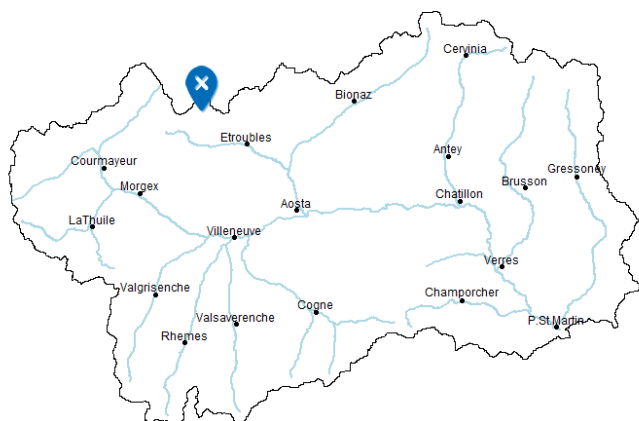 Cervinia
Bionaz
Etroubles
Antey
Courmayeur
Gressoney
Morgex
Brusson
Chatillon
Aosta
LaThuile
Villeneuve
Verres
Valgrisenche
Champorcher
Cogne
Valsaverenche
P.St.Martin
Rhemes